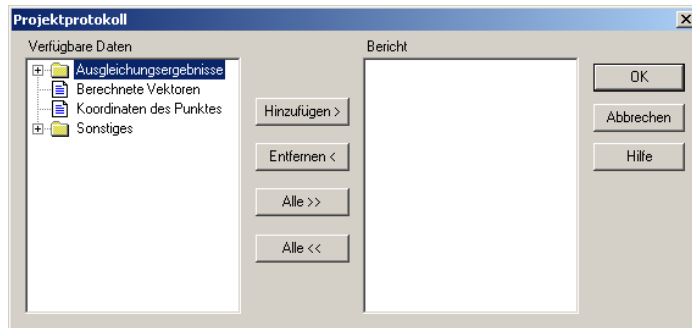 Projektprotokoll
Verfügbare Daten
Ausgleichungsergebnisse
Berechnete Vektoren
Koordinaten des Punktes
Sonstiges
Hinzufügen >
Entfernen <
Alle >>
Alle <<
Bericht
OK
Abbrechen
Hilfe